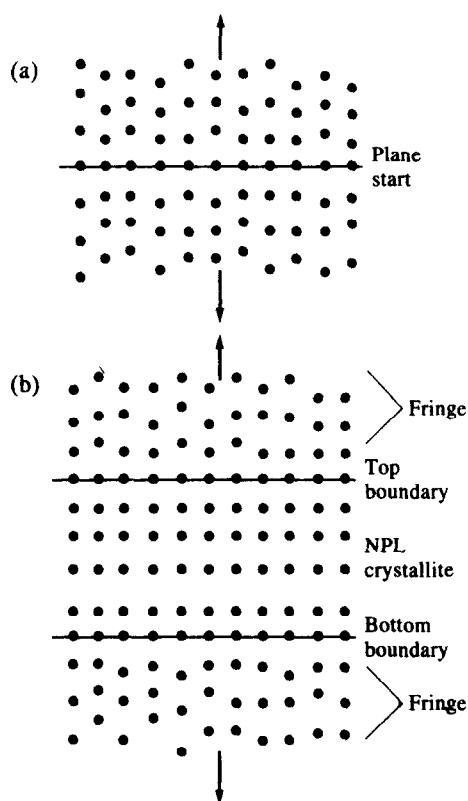 (a)
Plane
start
(b)
Fringe
Top
boundary
NPL
crystallite
Bottom
boundary
Fringe